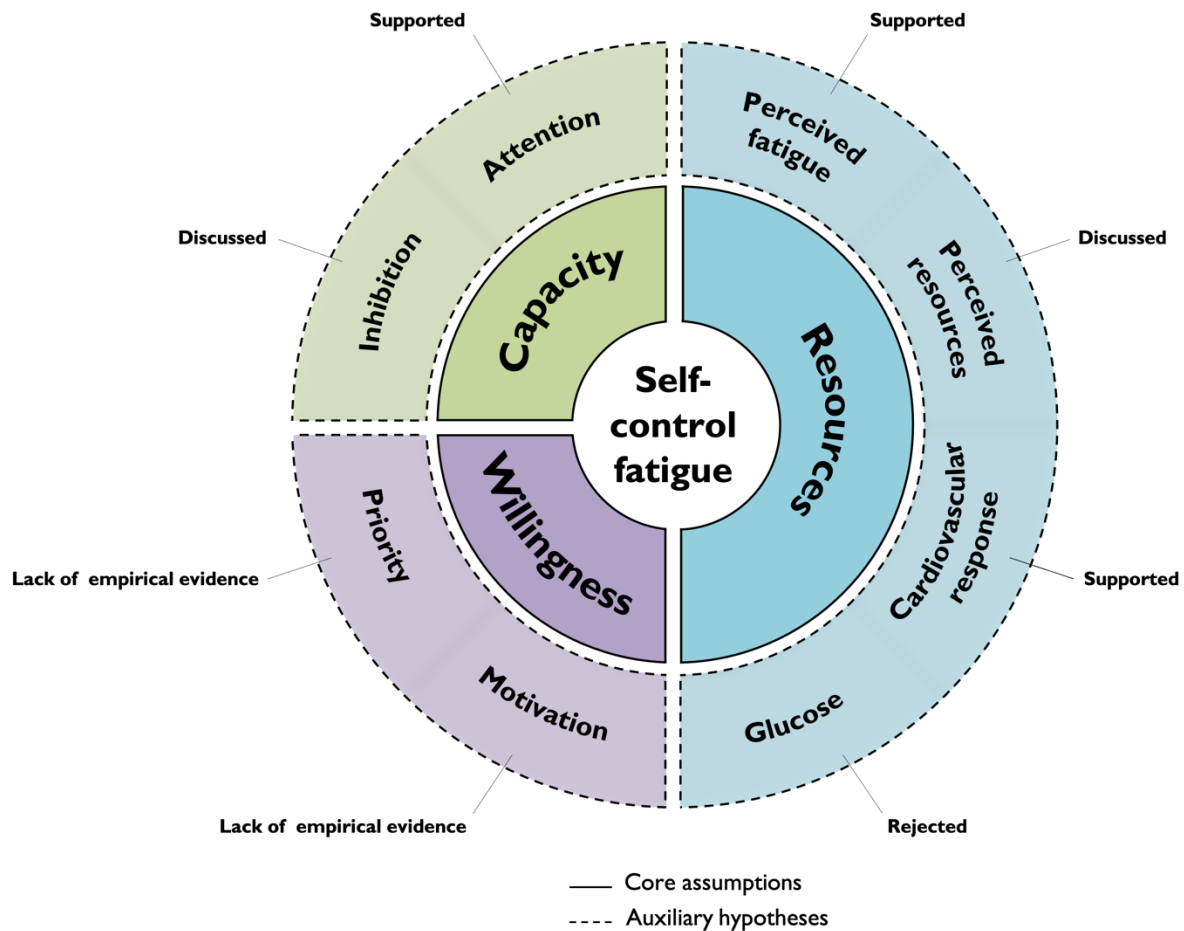 Supported
Supported
Attention
Perceived
fatigue
Discussed
Inhibition
Capacity
Perceived
resources
Discussed
Self-
control
fatigue
Resources
Willingness
Priority
Cardiovascular
response
Lack of empirical evidence
Supported
Motivation
Glucose
Lack of empirical evidence
Rejected
Core assumptions
Auxiliary hypotheses